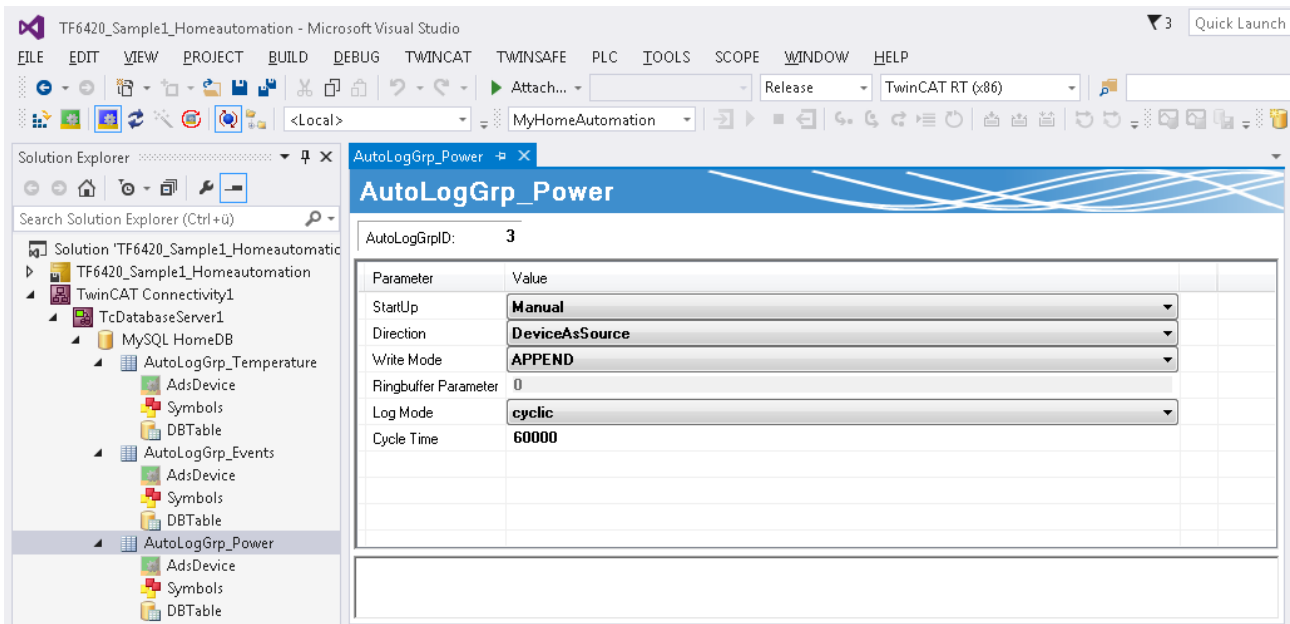 TF6420_Sample1_Homeautomation - Microsoft Visual Studio
3
Quick Launch
FILE EDIT VIEW PROJECT BUILD DEBUG TWINCAT TWINSAFE PLC TOOLS SCOPE WINDOW HELP
Attach... Release TwinCAT RT (x86)
<Local> MyHomeAutomation
Solution Explorer
Search Solution Explorer (Ctrl+ü)
Solution 'TF6420_Sample1_Homeautomatic
TF6420_Sample1_Homeautomation
TwinCAT Connectivity1
TcDatabaseServer1
MySQL HomeDB
AutoLogGrp_Temperature
AdsDevice
Symbols
DBTable
AutoLogGrp_Events
AdsDevice
Symbols
DBTable
AutoLogGrp_Power
AdsDevice
Symbols
DBTable
AutoLogGrp_Power
AutoLogGrp_Power
AutoLogGrpID: 3
Parameter Value
StartUp Manual
Direction DeviceAsSource
Write Mode APPEND
Ringbuffer Parameter 0
Log Mode cyclic
Cycle Time 60000